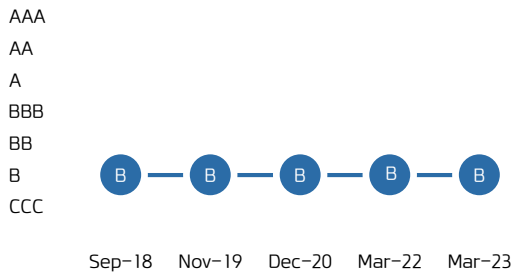 AAA
AA
A
BBB
BB
B B B B B B
CCC
Sep-18 Nov-19 Dec-20 Mar-22 Mar-23